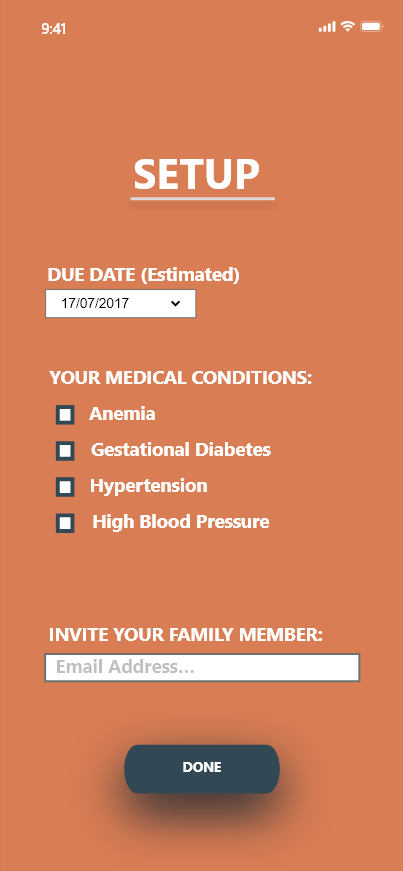 9:41
SETUP
DUE DATE (Estimated)
17/07/2017
YOUR MEDICAL CONDITIONS:
Anemia
Gestational Diabetes
Hypertension
High Blood Pressure
INVITE YOUR FAMILY MEMBER:
Email Address...
DONE